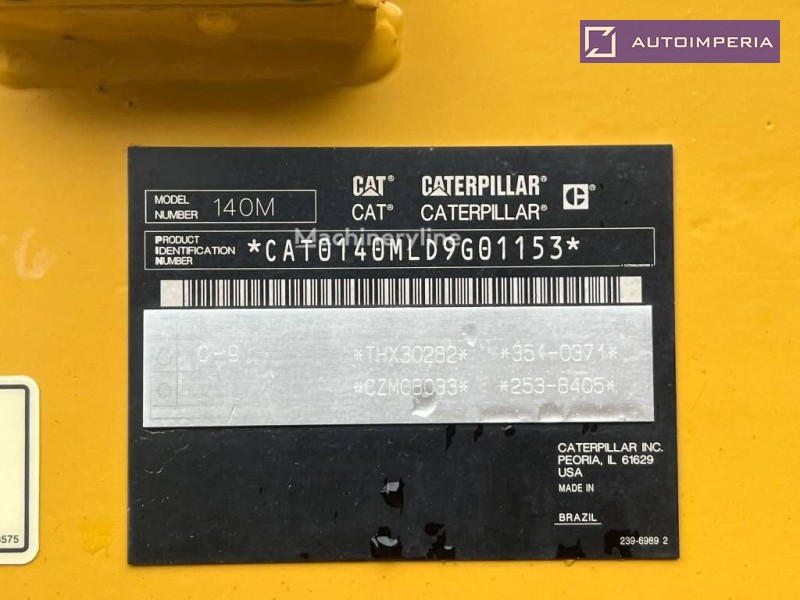 AUTOIMPERIA
CAT® CATERPILLAR®
MODEL NUMBER 140M
CAT® CATERPILLAR®
Machineryline
PRODUCT IDENTIFICATION NUMBER *CAT0140MLD9G01153*
C-9 *THX30282* *354-0371*
*CZM08033* *253-8405*
CATERPILLAR INC.
PEORIA, IL 61629
USA
MADE IN
BRAZIL
239-6989 2